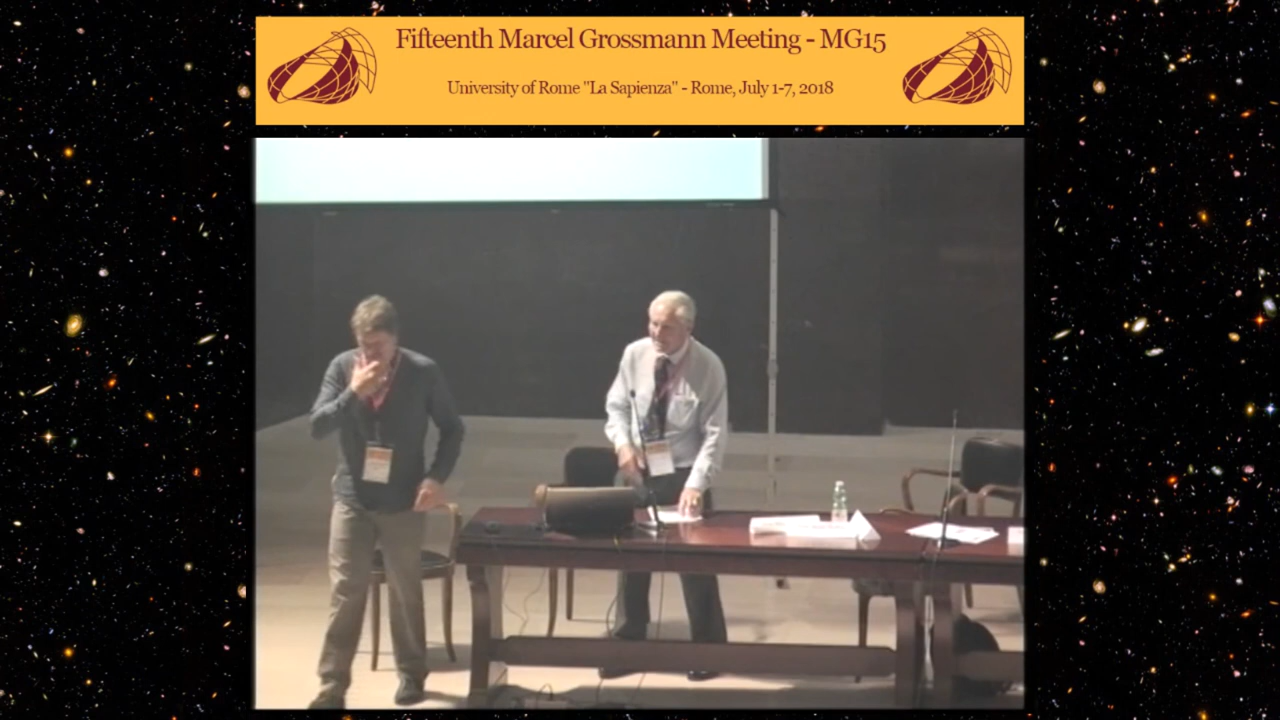 Fifteenth Marcel Grossmann Meeting - MG15
University of Rome "La Sapienza" - Rome, July 1-7, 2018